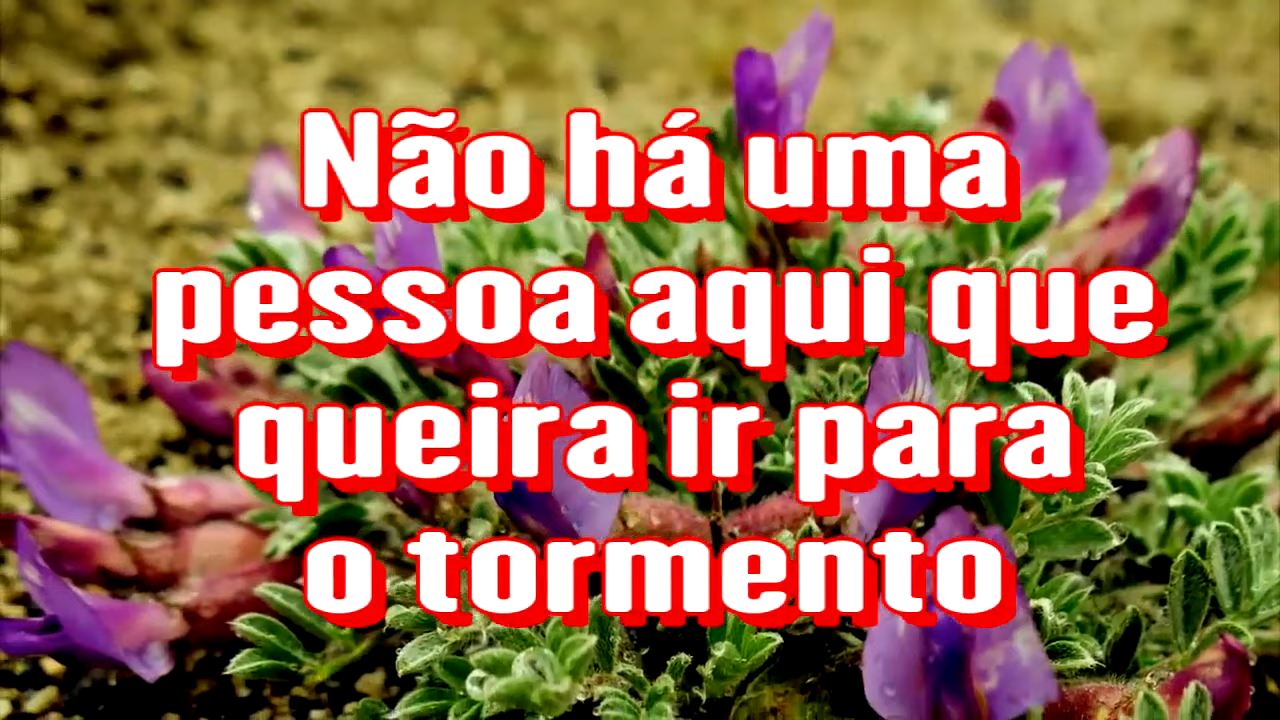 Não há uma
pessoa aqui que
queira ir para
o tormento